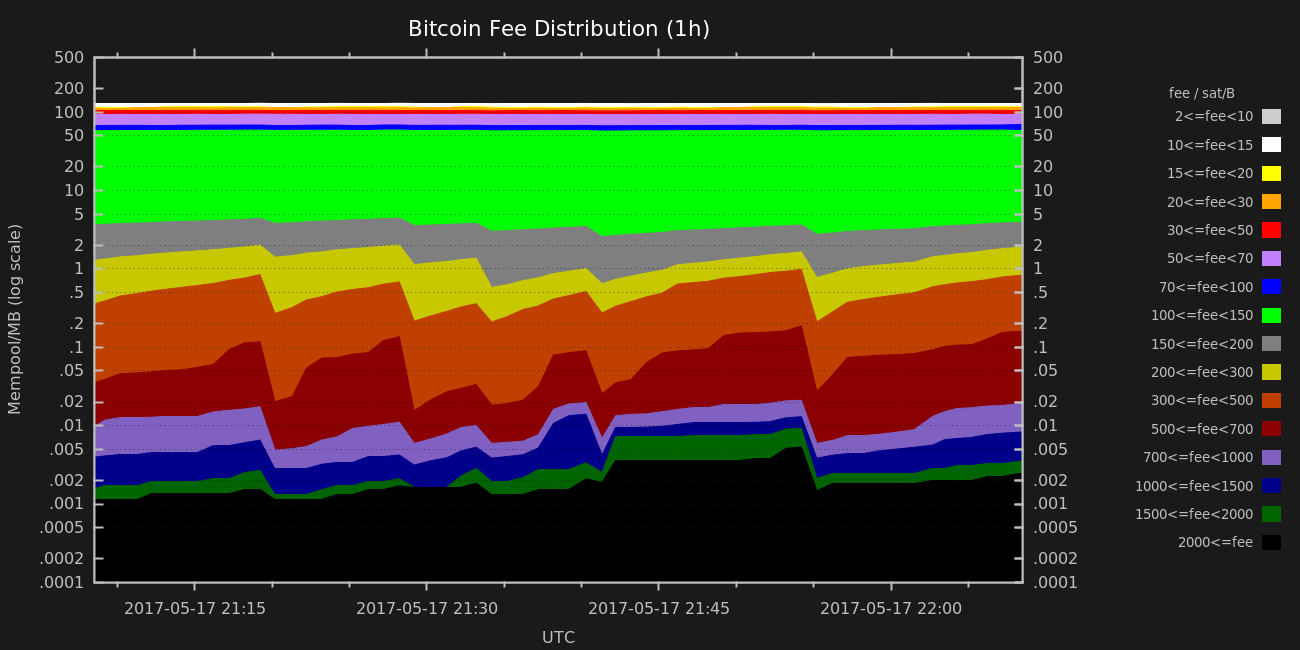 Bitcoin Fee Distribution (1h)
500 500
200 200
100 100
50 50
20 20
10 10
5 5
2 2
1 1
.5 .5
.2 .2
.1 .1
.05 .05
.02 .02
.01 .01
.005 .005
.002 .002
.001 .001
.0005 .0005
.0002 .0002
.0001 .0001
Mempool/MB (log scale)
2017-05-17 21:15 2017-05-17 21:30 2017-05-17 21:45 2017-05-17 22:00
UTC
fee / sat/B
2<=fee<10
10<=fee<15
15<=fee<20
20<=fee<30
30<=fee<50
50<=fee<70
70<=fee<100
100<=fee<150
150<=fee<200
200<=fee<300
300<=fee<500
500<=fee<700
700<=fee<1000
1000<=fee<1500
1500<=fee<2000
2000<=fee